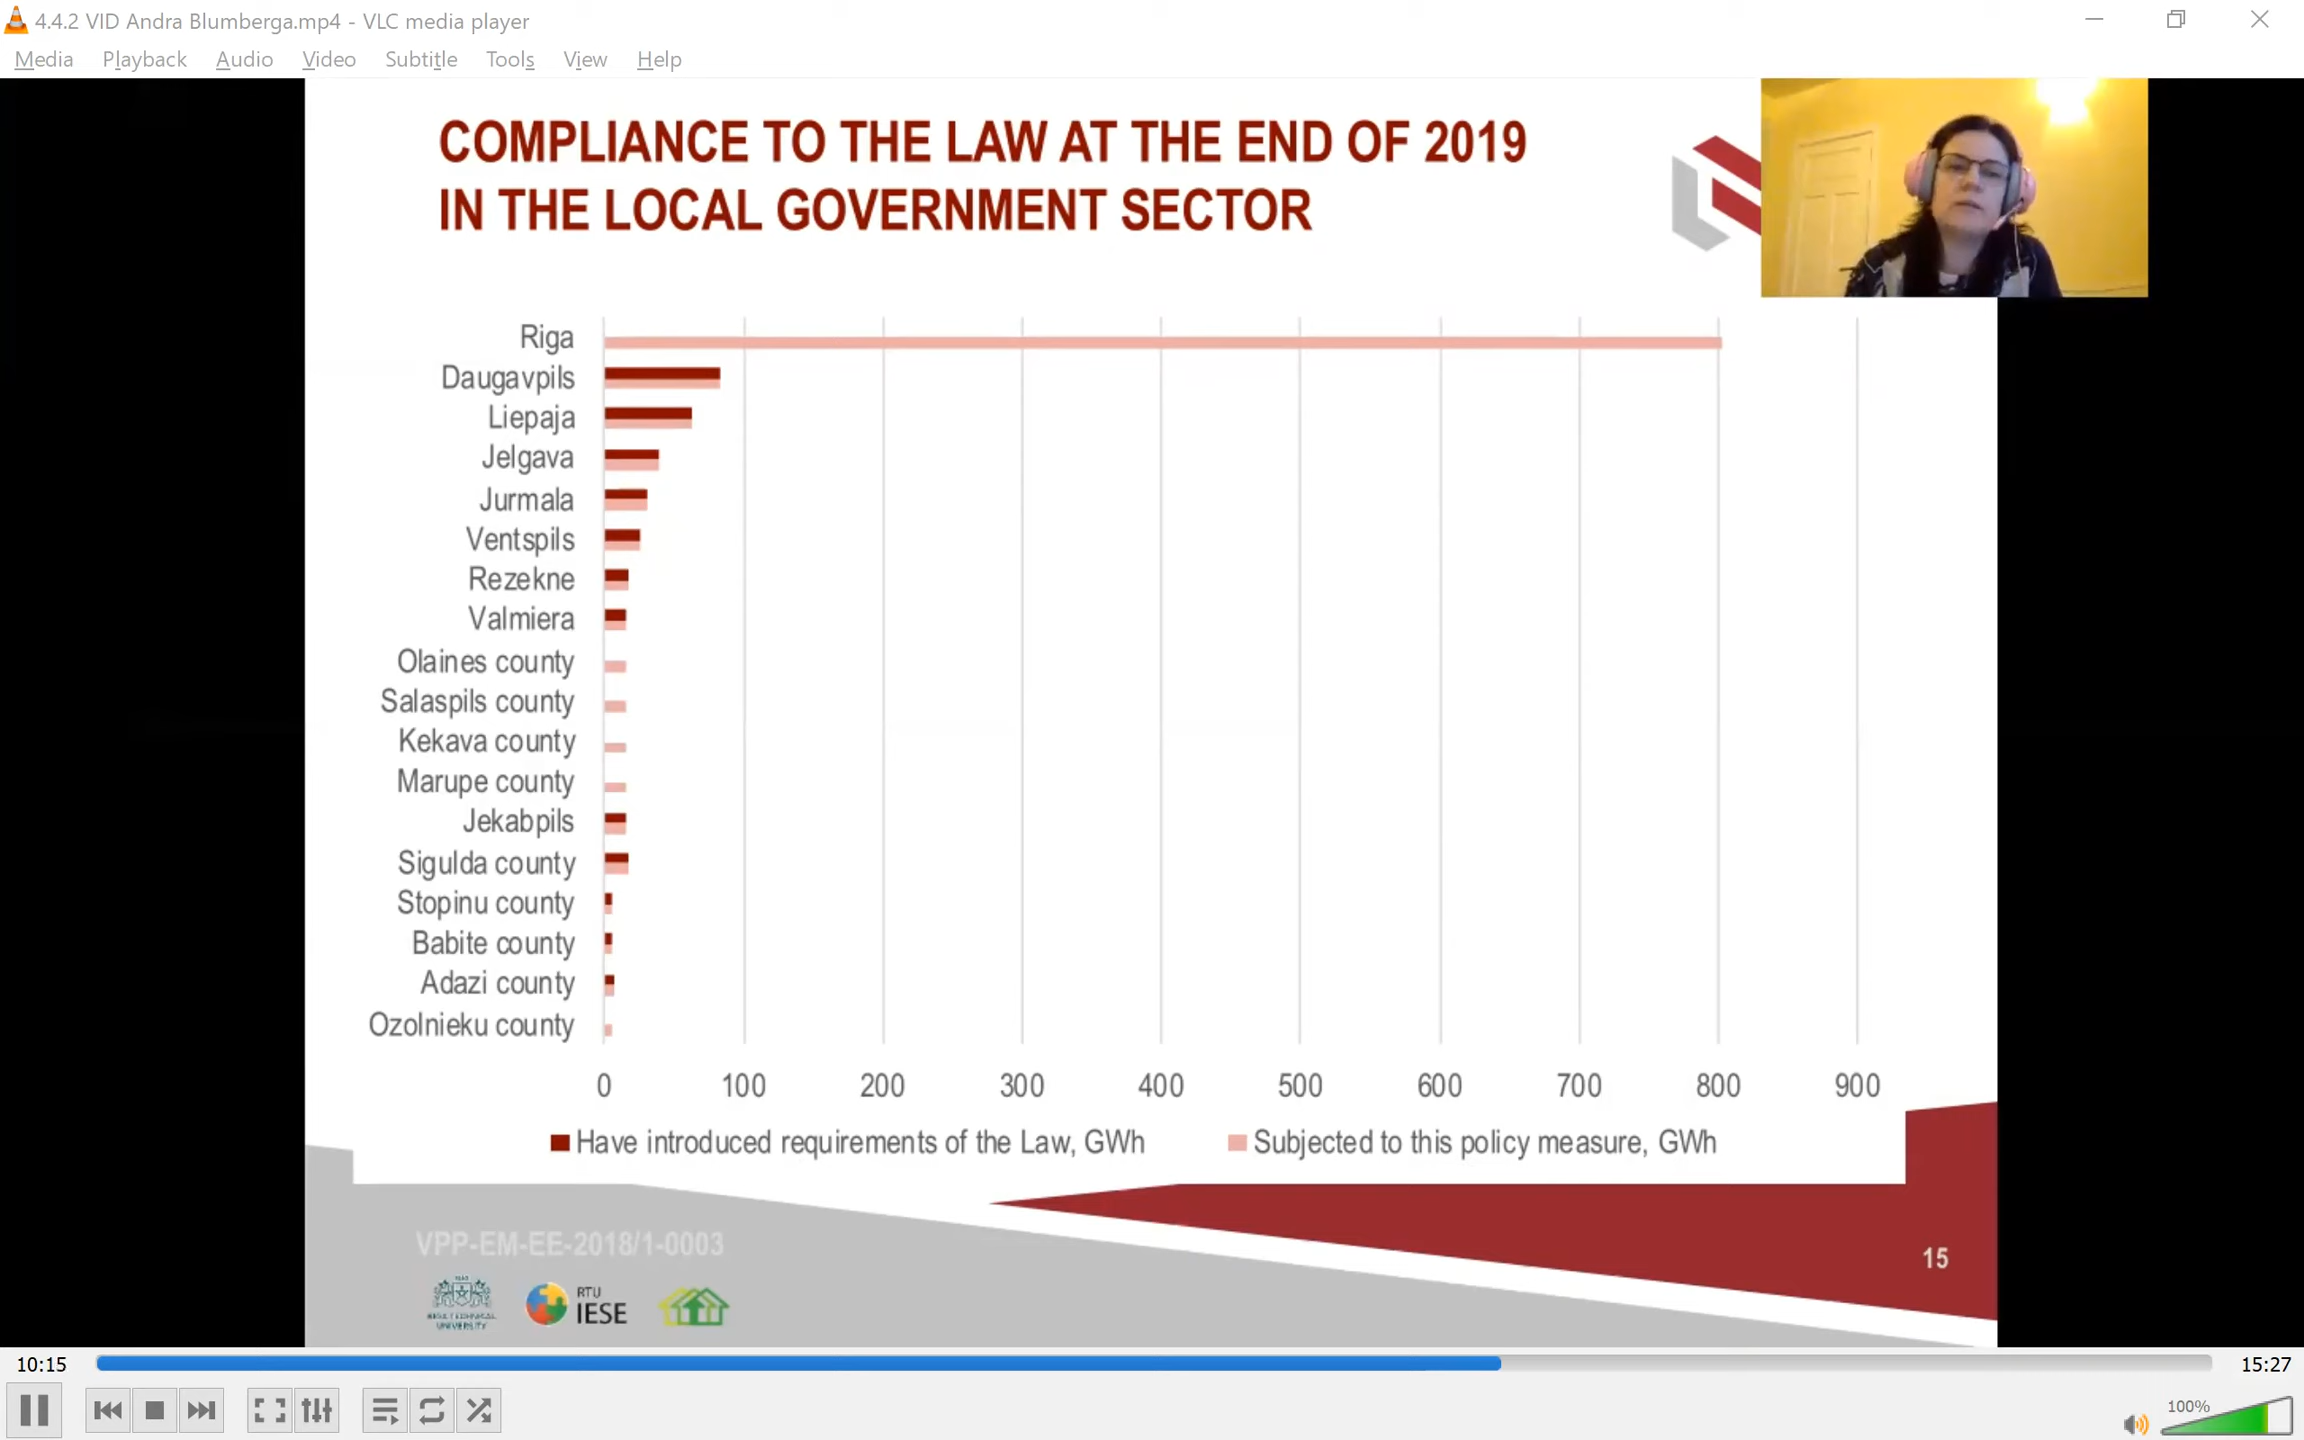 4.4.2 VID Andra Blumberga.mp4 - VLC media player
Media Playback Audio Video Subtitle Tools View Help
COMPLIANCE TO THE LAW AT THE END OF 2019
IN THE LOCAL GOVERNMENT SECTOR
Riga
Daugavpils
Liepaja
Jelgava
Jurmala
Ventspils
Rezekne
Valmiera
Olaines county
Salaspils county
Kekava county
Marupe county
Jekabpils
Sigulda county
Stopinu county
Babite county
Adazi county
Ozolnieku county
0 100 200 300 400 500 600 700 800 900
Have introduced requirements of the Law, GWh Subjected to this policy measure, GWh
VPP-EM-EE-2018/1-0003
15
RTU
IESE
UNIVERSITY
10:15 15:27
100%